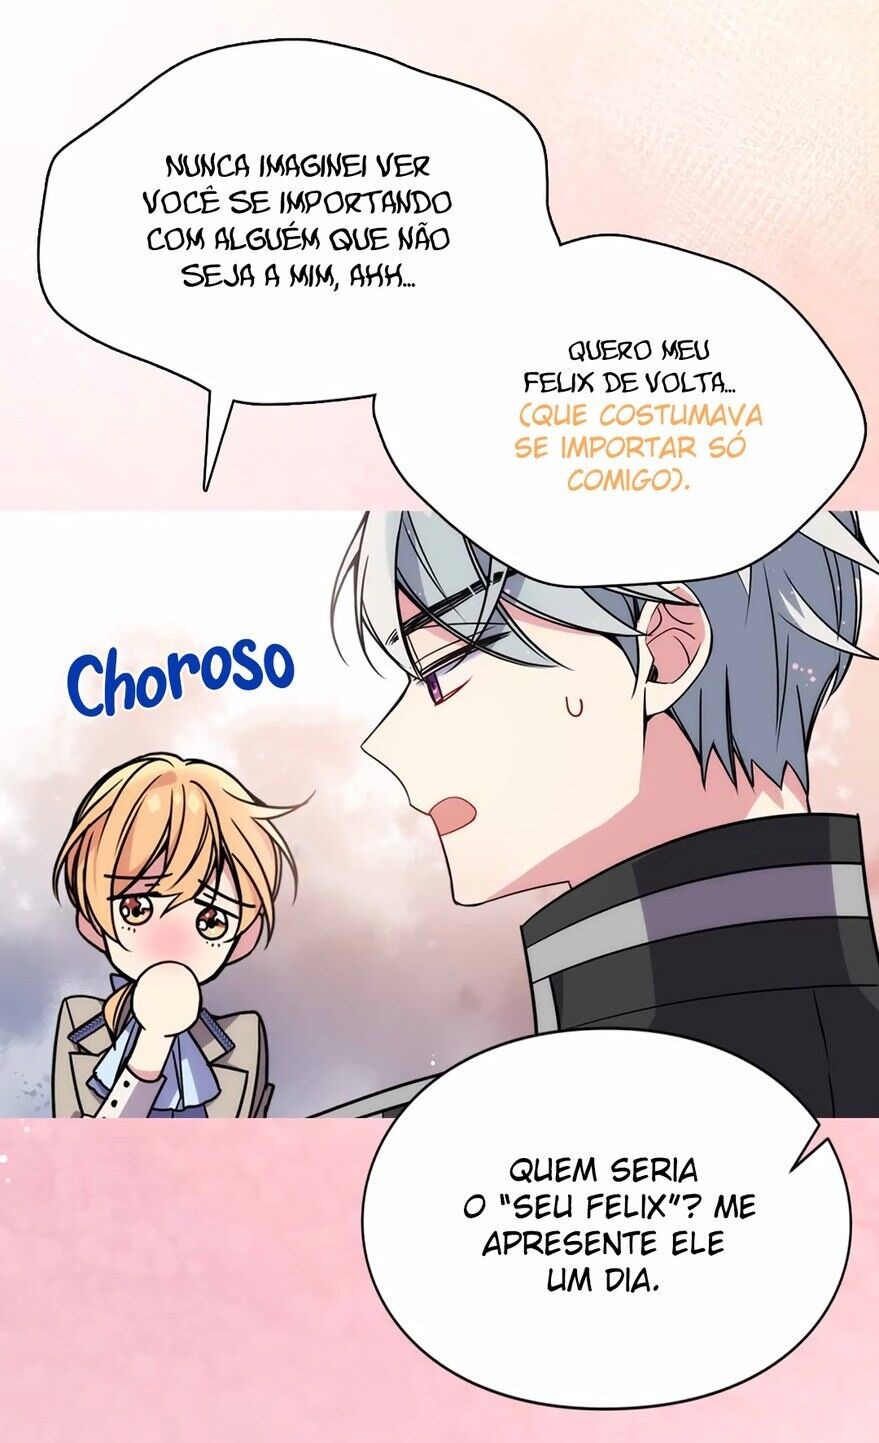 NUNCA IMAGINEI VER
VOCÊ SE IMPORTANDO
COM ALGUÉM QUE NÃO
SEJA A MIM, AHH...
QUERO MEU
FELIX DE VOLTA...
(QUE COSTUMAVA
SE IMPORTAR SÓ
COMIGO).
Choroso
QUEM SERIA
O "SEU FELIX"? ME
APRESENTE ELE
UM DIA.